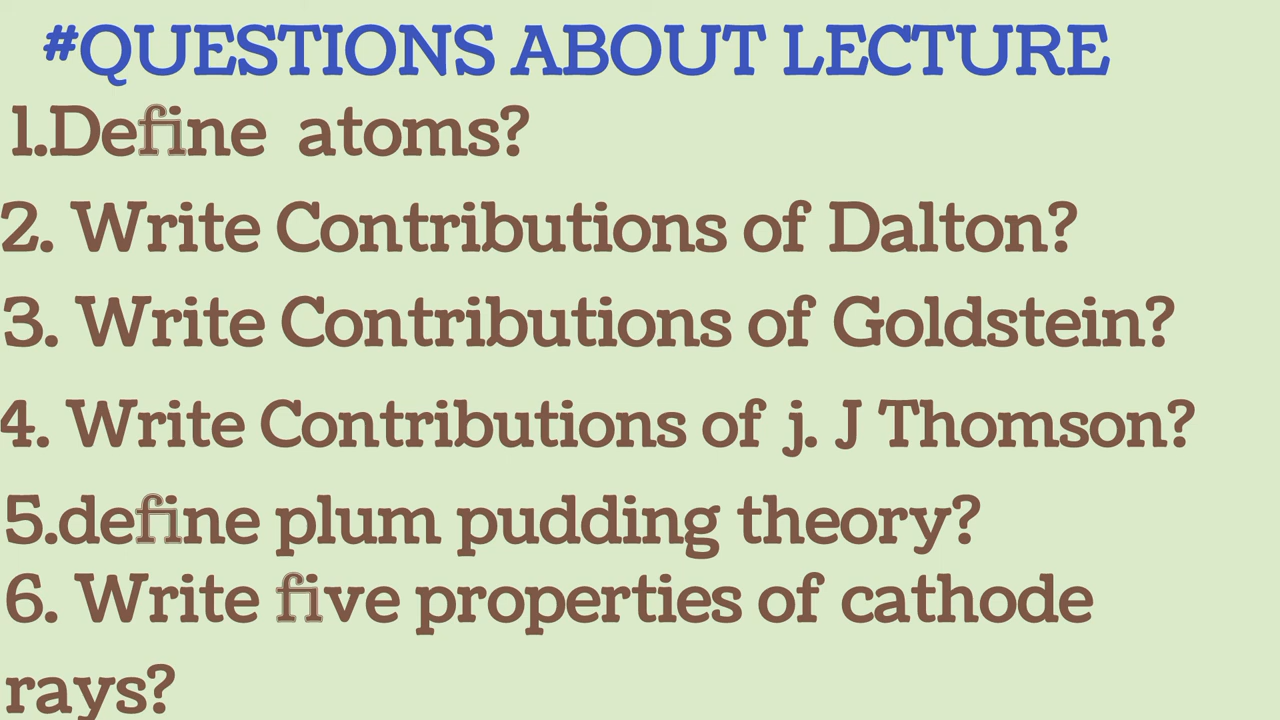 #QUESTIONS ABOUT LECTURE
1.Define atoms?
2. Write Contributions of Dalton?
3. Write Contributions of Goldstein?
4. Write Contributions of j. J Thomson?
5.define plum pudding theory?
6. Write five properties of cathode
rays?